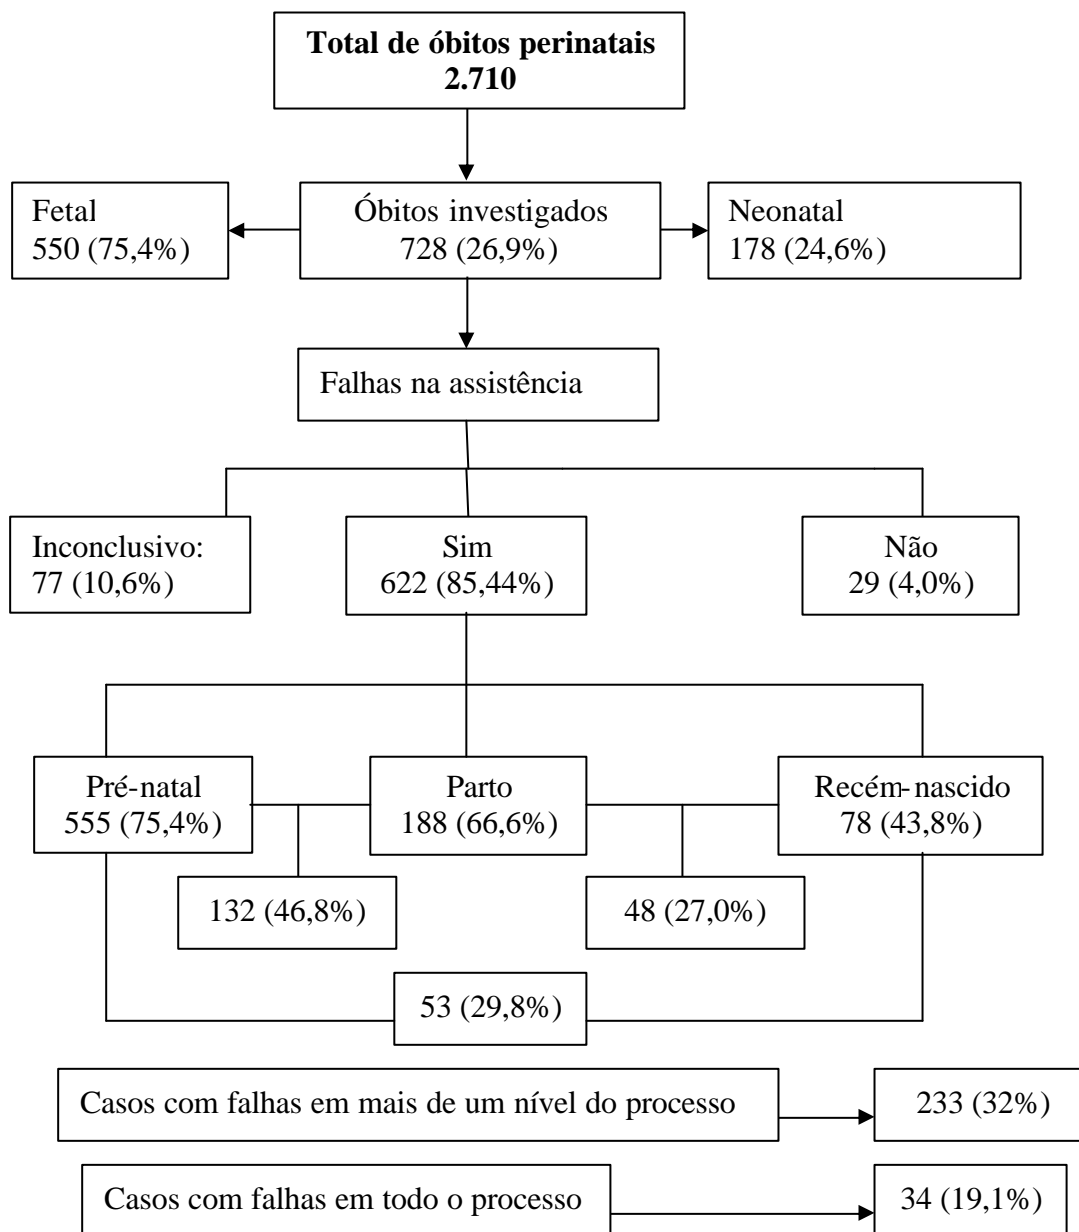 Total de óbitos perinatais
2.710
Fetal
550 (75,4%)
Óbitos investigados
728 (26,9%)
Neonatal
178 (24,6%)
Falhas na assistência
Inconclusivo:
77 (10,6%)
Sim
622 (85,44%)
Não
29 (4,0%)
Pré-natal
555 (75,4%)
Parto
188 (66,6%)
Recém-nascido
78 (43,8%)
132 (46,8%)
48 (27,0%)
53 (29,8%)
Casos com falhas em mais de um nível do processo
233 (32%)
Casos com falhas em todo o processo
34 (19,1%)